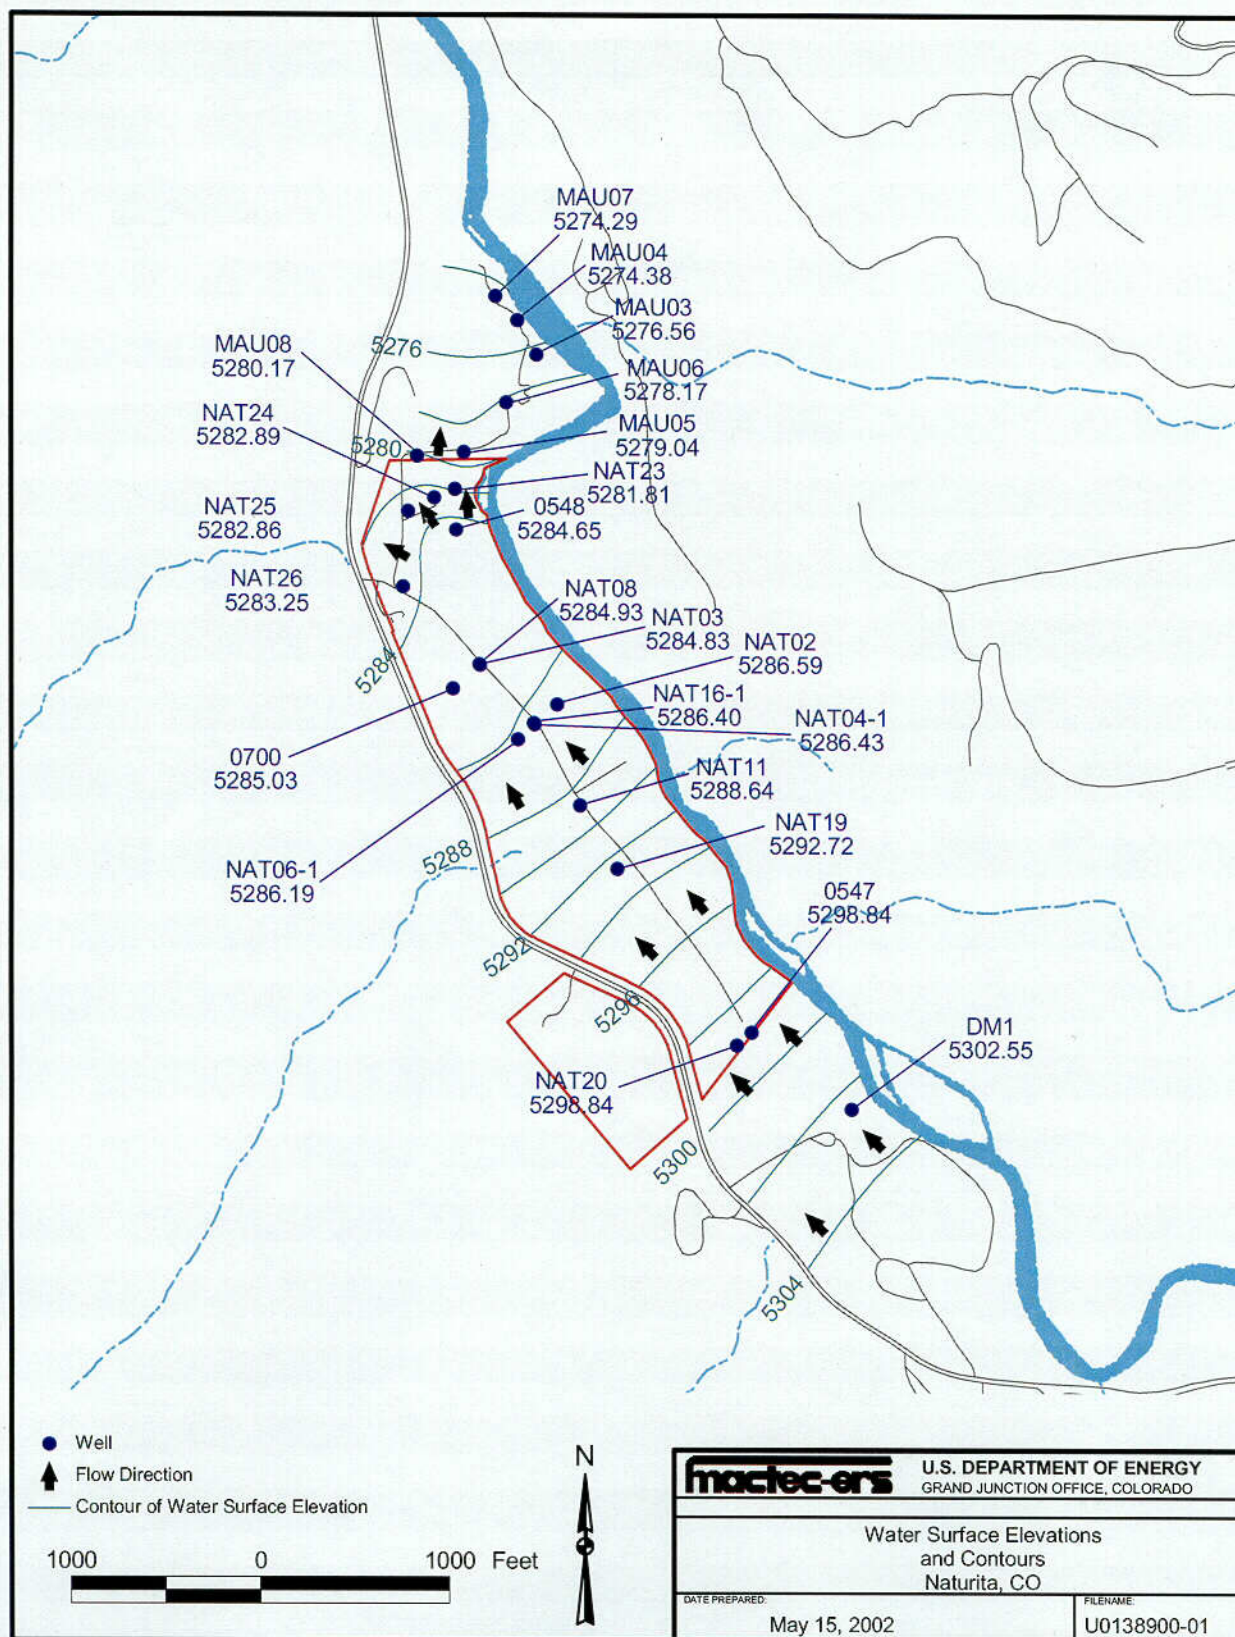 MAU07
5274.29
MAU04
5274.38
MAU03
5276.56
5276
MAU08
5280.17
MAU06
5278.17
NAT24
5282.89
MAU05
5279.04
5280
NAT23
5281.81
NAT25
5282.86
0548
5284.65
NAT26
5283.25
NAT08
5284.93
NAT03
5284.83
NAT02
5286.59
5284
NAT16-1
5286.40
NAT04-1
5286.43
0700
5285.03
NAT11
5288.64
NAT19
5292.72
5288
NAT06-1
5286.19
0547
5298.84
5292
5296
DM1
5302.55
NAT20
5298.84
5300
5304
Well
Flow Direction
Contour of Water Surface Elevation
1000 0 1000 Feet
N
mactec-ers
U.S. DEPARTMENT OF ENERGY
GRAND JUNCTION OFFICE, COLORADO
Water Surface Elevations
and Contours
Naturita, CO
DATE PREPARED:
May 15, 2002
FILENAME:
U0138900-01